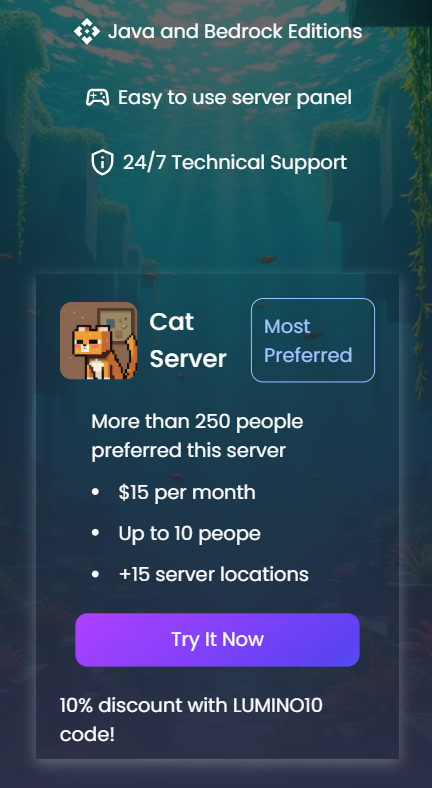 Java and Bedrock Editions
Easy to use server panel
24/7 Technical Support
Cat
Server
Most
Preferred
More than 250 people
preferred this server
• $15 per month
• Up to 10 peope
• +15 server locations
Try It Now
10% discount with LUMINO10
code!